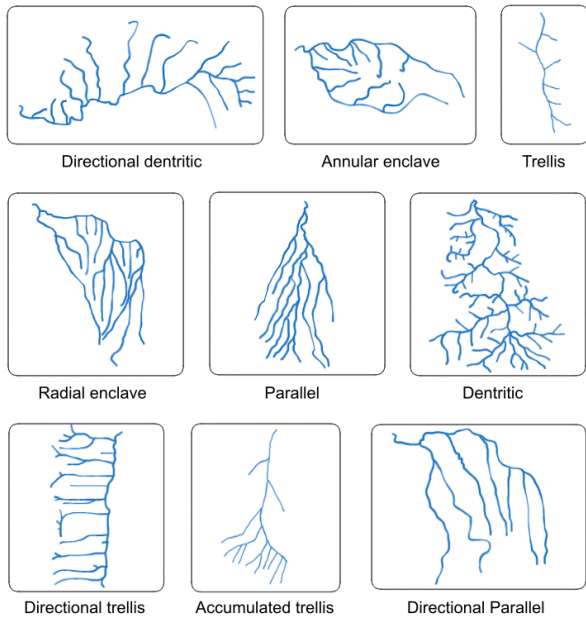 Directional dentritic
Annular enclave
Trellis
Radial enclave
Parallel
Dentritic
Directional trellis
Accumulated trellis
Directional Parallel